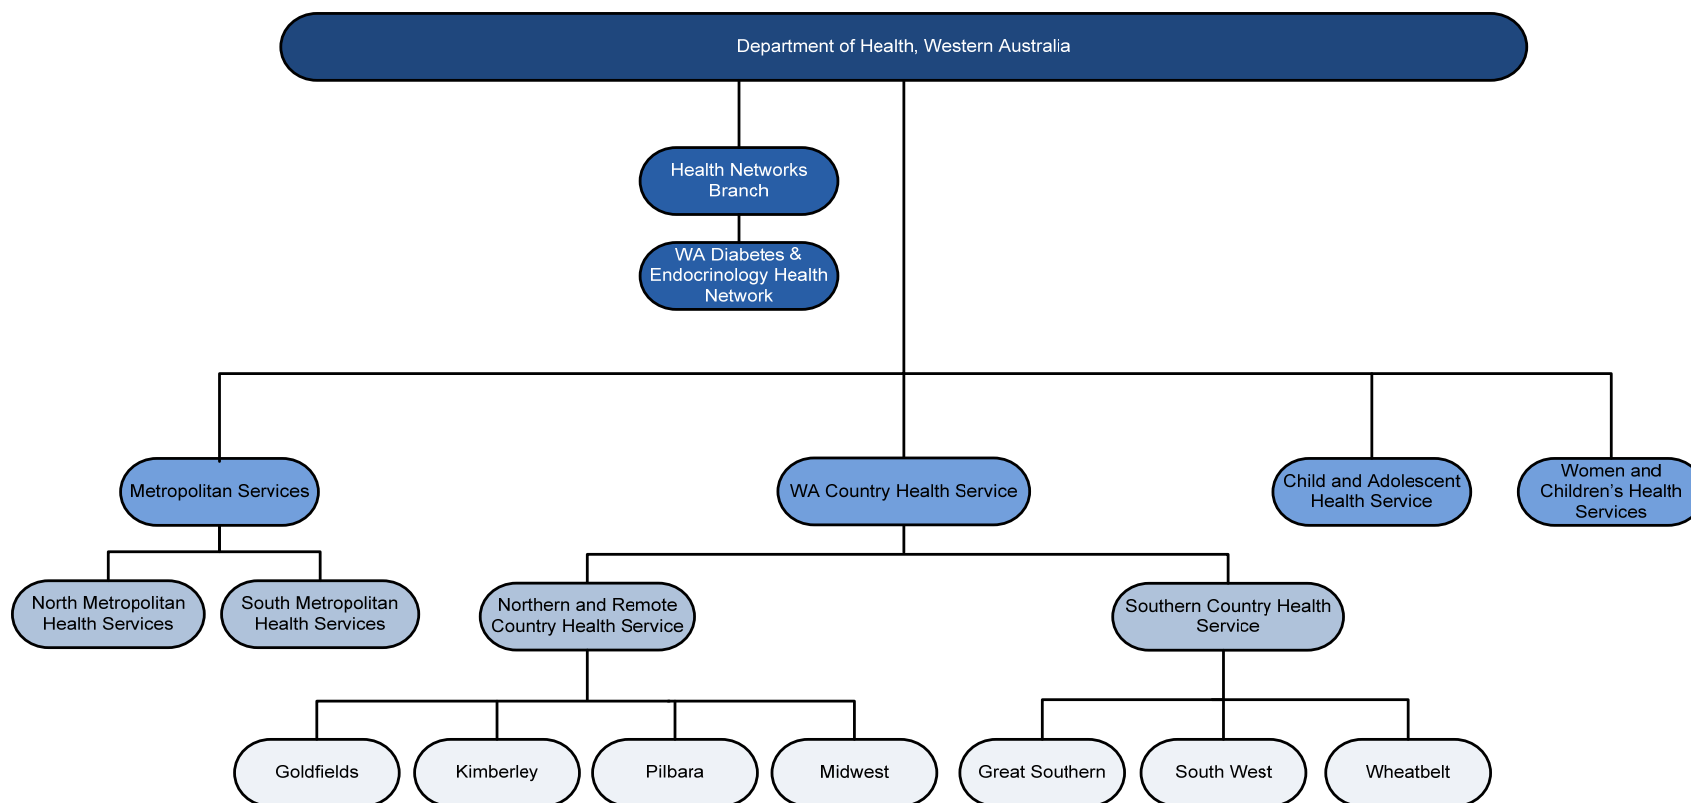 Department of Health, Western Australia
Health Networks
Branch
WA Diabetes &
Endocrinology Health
Network
Metropolitan Services
WA Country Health Service
Child and Adolescent
Health Service
Women and
Children's Health
Services
North Metropolitan
Health Services
South Metropolitan
Health Services
Northern and Remote
Country Health Service
Southern Country Health
Service
Goldfields
Kimberley
Pilbara
Midwest
Great Southern
South West
Wheatbelt